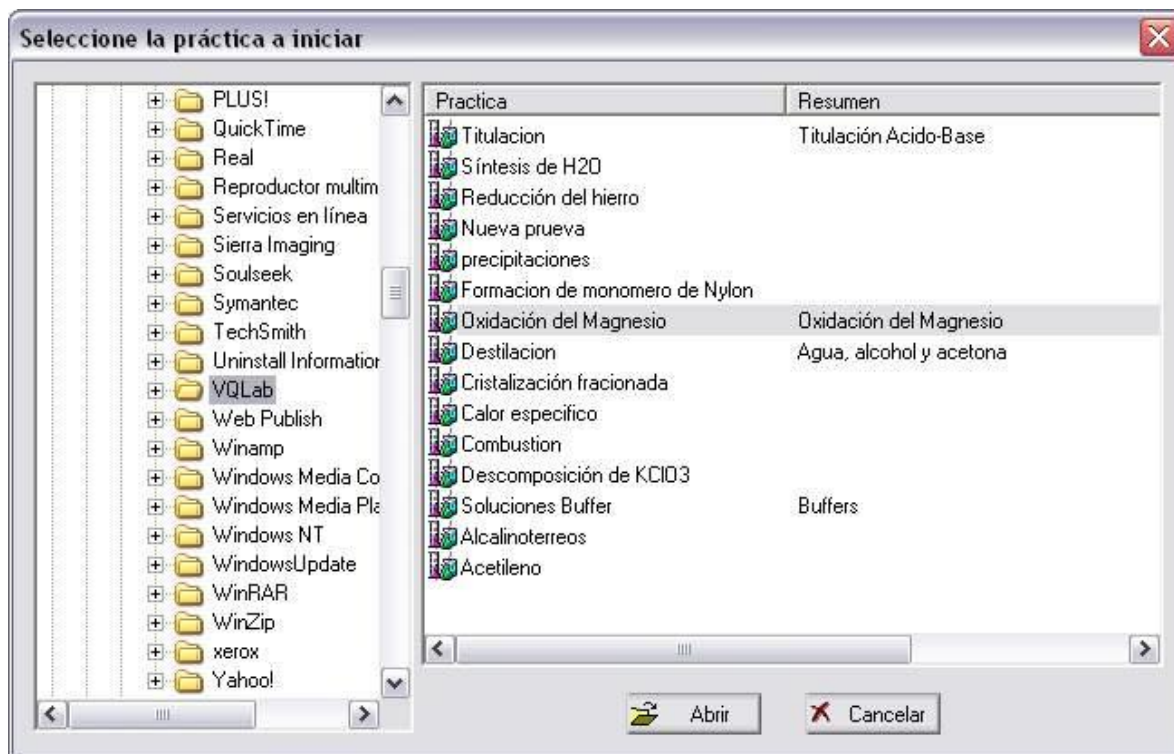 Seleccione la práctica a iniciar
PLUS!
QuickTime
Real
Reproductor multim
Servicios en línea
Sierra Imaging
Soulseek
Symantec
TechSmith
Uninstall Information
VQLab
Web Publish
Winamp
Windows Media Co
Windows Media Pla
Windows NT
WindowsUpdate
WinRAR
WinZip
xerox
Yahoo!
Practica Resumen
Titulacion Titulación Acido-Base
Síntesis de H2O
Reducción del hierro
Nueva prueva
precipitaciones
Formacion de monomero de Nylon
Oxidación del Magnesio Oxidación del Magnesio
Destilacion Agua, alcohol y acetona
Cristalización fracionada
Calor especifico
Combustion
Descomposición de KClO3
Soluciones Buffer Buffers
Alcalinoterreos
Acetileno
Abrir Cancelar